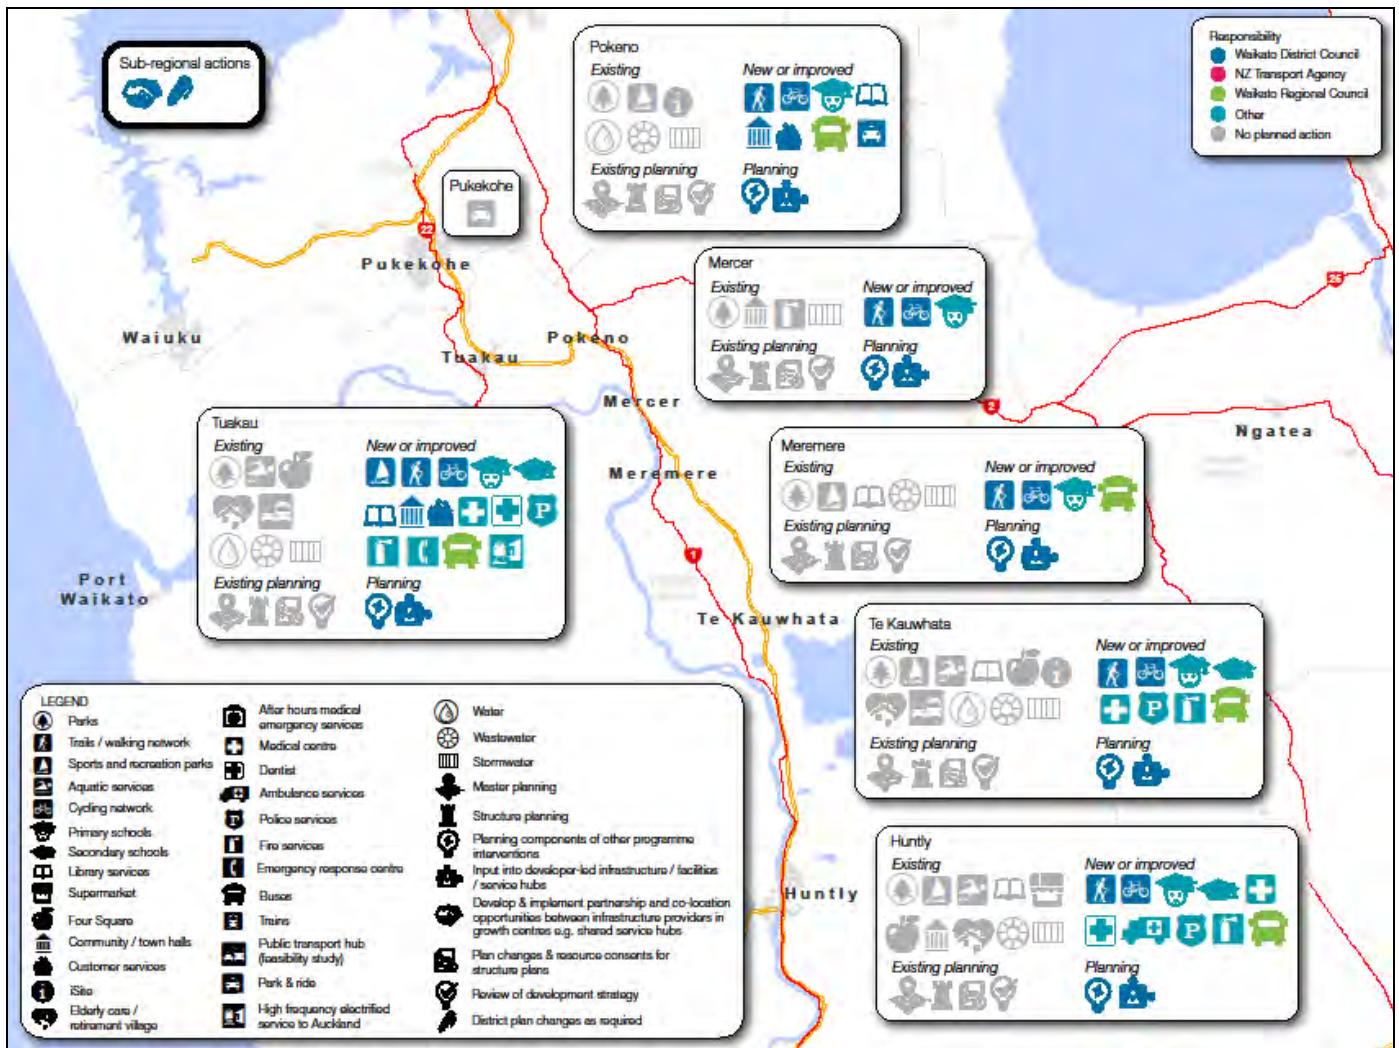 Sub-regional actions
Pokeno
Existing
New or improved
Existing planning
Planning
Responsibility
Waikato District Council
NZ Transport Agency
Waikato Regional Council
Other
No planned action
Pukekohe
22
Pukekohe
Mercer
Existing
New or improved
Existing planning
Planning
25
Waiuku
Pokeno
Tuakau
Mercer
2
Ngatea
Tuakau
Existing
New or improved
P
Existing planning
Planning
Meremere
Meremere
Existing
New or improved
Existing planning
Planning
1
Port
Waikato
Te Kauwhata
Te Kauwhata
Existing
New or improved
P
Existing planning
Planning
Huntly
Huntly
Existing
New or improved
P
Existing planning
Planning
LEGEND
Parks
Trails / walking network
Sports and recreation parks
Aquatic services
Cycling network
Primary schools
Secondary schools
Library services
Supermarket
Four Square
Community / town halls
Customer services
iSite
Elderly care /
retirement village
After hours medical
emergency services
Medical centre
Dentist
Ambulance services
Police services
Fire services
Emergency response centre
Buses
Trains
Public transport hub
(feasibility study)
Park & ride
High frequency electrified
service to Auckland
Water
Wastewater
Stormwater
Master planning
Structure planning
Planning components of other programme
interventions
Input into developer-led infrastructure / facilities
/ service hubs
Develop & implement partnership and co-location
opportunities between infrastructure providers in
growth centres e.g. shared service hubs
Plan changes & resource consents for
structure plans
Review of development strategy
District plan changes as required